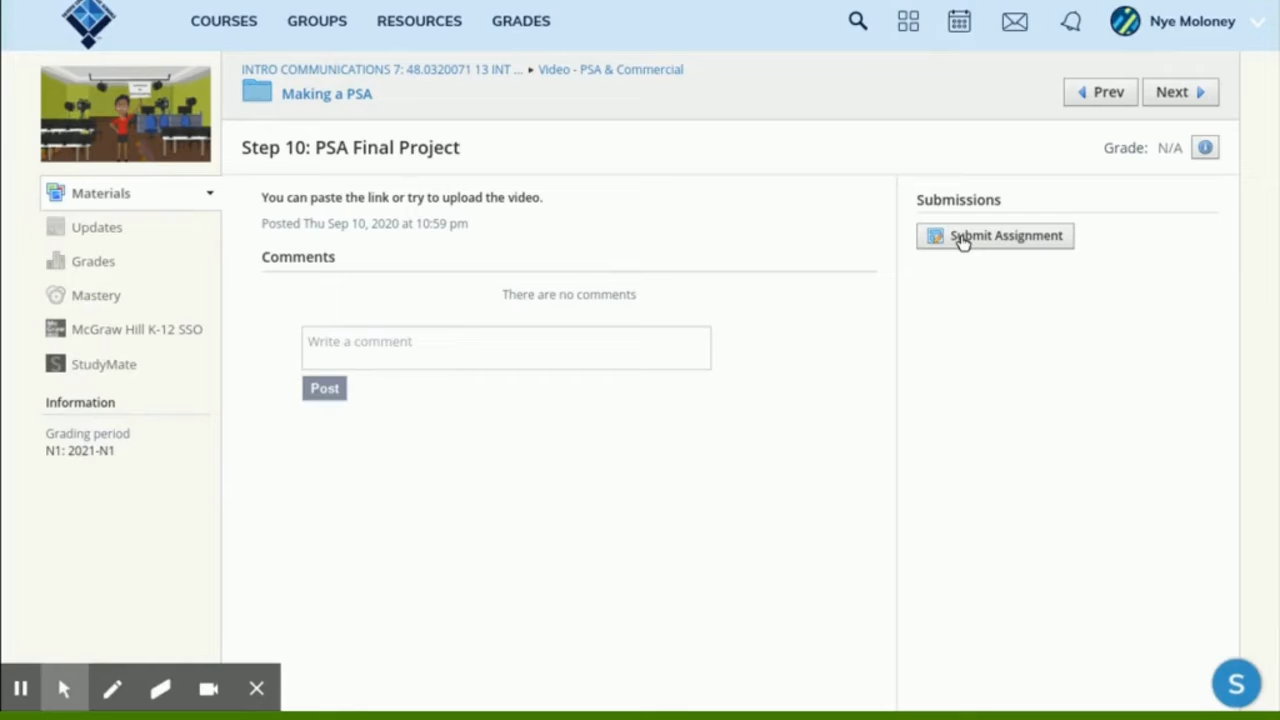 COURSES GROUPS RESOURCES GRADES Nye Moloney
INTRO COMMUNICATIONS 7: 48.0320071 13 INT ... ▸ Video - PSA & Commercial
Making a PSA
Prev Next
Step 10: PSA Final Project
Grade: N/A
Materials
Updates
Grades
Mastery
McGraw Hill K-12 SSO
StudyMate
Information
Grading period
N1: 2021-N1
You can paste the link or try to upload the video.
Posted Thu Sep 10, 2020 at 10:59 pm
Comments
There are no comments
Write a comment
Post
Submissions
Submit Assignment
S